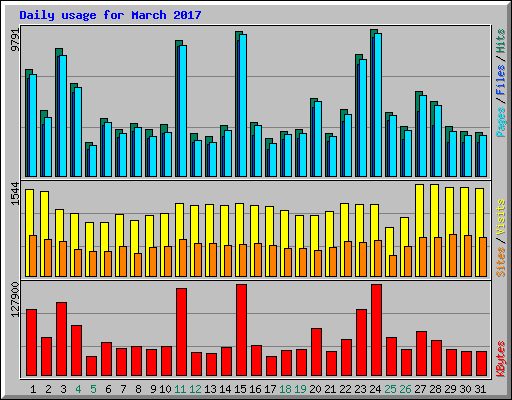 Daily usage for March 2017
9791
Pages / Files / Hits
1544
Sites / Visits
127900
KBytes
1 2 3 4 5 6 7 8 9 10 11 12 13 14 15 16 17 18 19 20 21 22 23 24 25 26 27 28 29 30 31